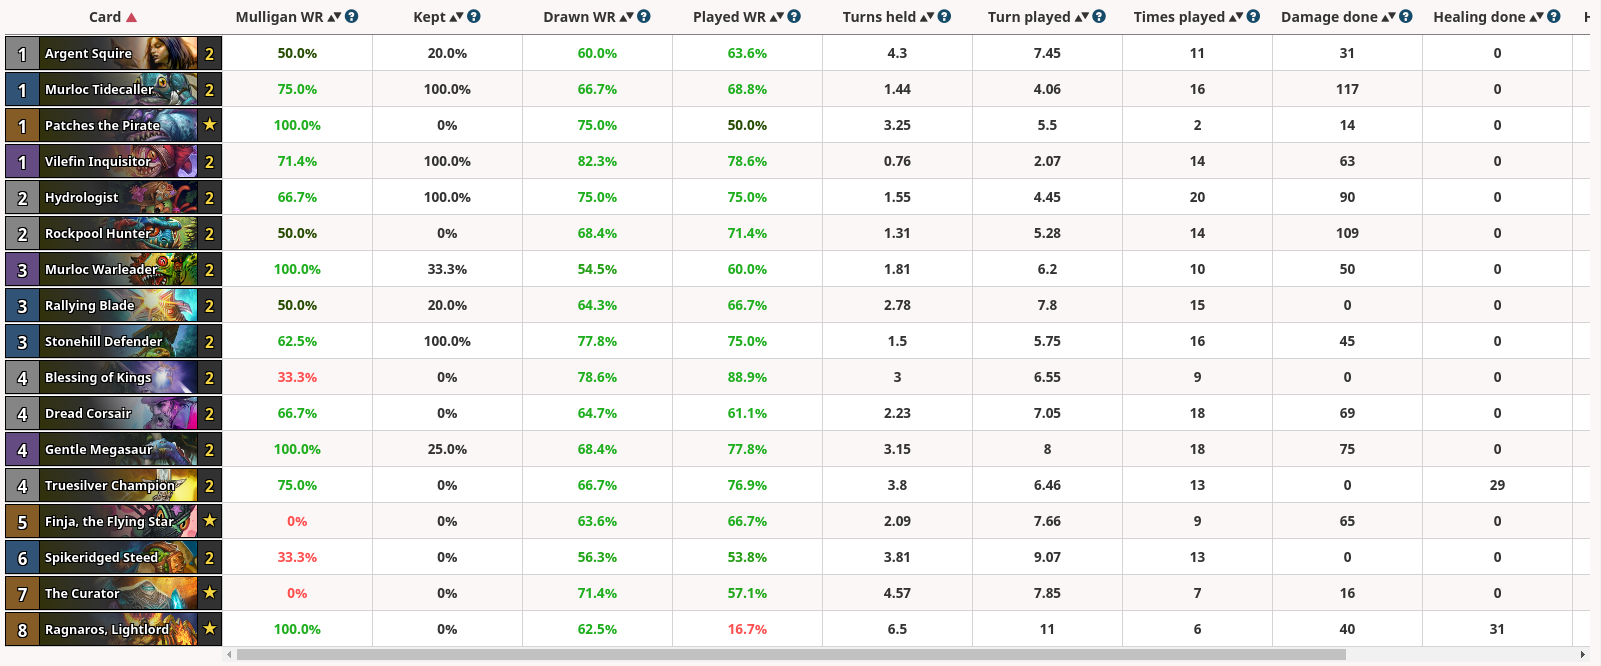 Card ▲ Mulligan WR ▲▼ ? Kept ▲▼ ? Drawn WR ▲▼ ? Played WR ▲▼ ? Turns held ▲▼ ? Turn played ▲▼ ? Times played ▲▼ ? Damage done ▲▼ ? Healing done ▲▼ ? H
1 Argent Squire 2 50.0% 20.0% 60.0% 63.6% 4.3 7.45 11 31 0
1 Murloc Tidecaller 2 75.0% 100.0% 66.7% 68.8% 1.44 4.06 16 117 0
1 Patches the Pirate ★ 100.0% 0% 75.0% 50.0% 3.25 5.5 2 14 0
1 Vilefin Inquisitor 2 71.4% 100.0% 82.3% 78.6% 0.76 2.07 14 63 0
2 Hydrologist 2 66.7% 100.0% 75.0% 75.0% 1.55 4.45 20 90 0
2 Rockpool Hunter 2 50.0% 0% 68.4% 71.4% 1.31 5.28 14 109 0
3 Murloc Warleader 2 100.0% 33.3% 54.5% 60.0% 1.81 6.2 10 50 0
3 Rallying Blade 2 50.0% 20.0% 64.3% 66.7% 2.78 7.8 15 0 0
3 Stonehill Defender 2 62.5% 100.0% 77.8% 75.0% 1.5 5.75 16 45 0
4 Blessing of Kings 2 33.3% 0% 78.6% 88.9% 3 6.55 9 0 0
4 Dread Corsair 2 66.7% 0% 64.7% 61.1% 2.23 7.05 18 69 0
4 Gentle Megasaur 2 100.0% 25.0% 68.4% 77.8% 3.15 8 18 75 0
4 Truesilver Champion 2 75.0% 0% 66.7% 76.9% 3.8 6.46 13 0 29
5 Finja, the Flying Star ★ 0% 0% 63.6% 66.7% 2.09 7.66 9 65 0
6 Spikeridged Steed 2 33.3% 0% 56.3% 53.8% 3.81 9.07 13 0 0
7 The Curator ★ 0% 0% 71.4% 57.1% 4.57 7.85 7 16 0
8 Ragnaros, Lightlord ★ 100.0% 0% 62.5% 16.7% 6.5 11 6 40 31